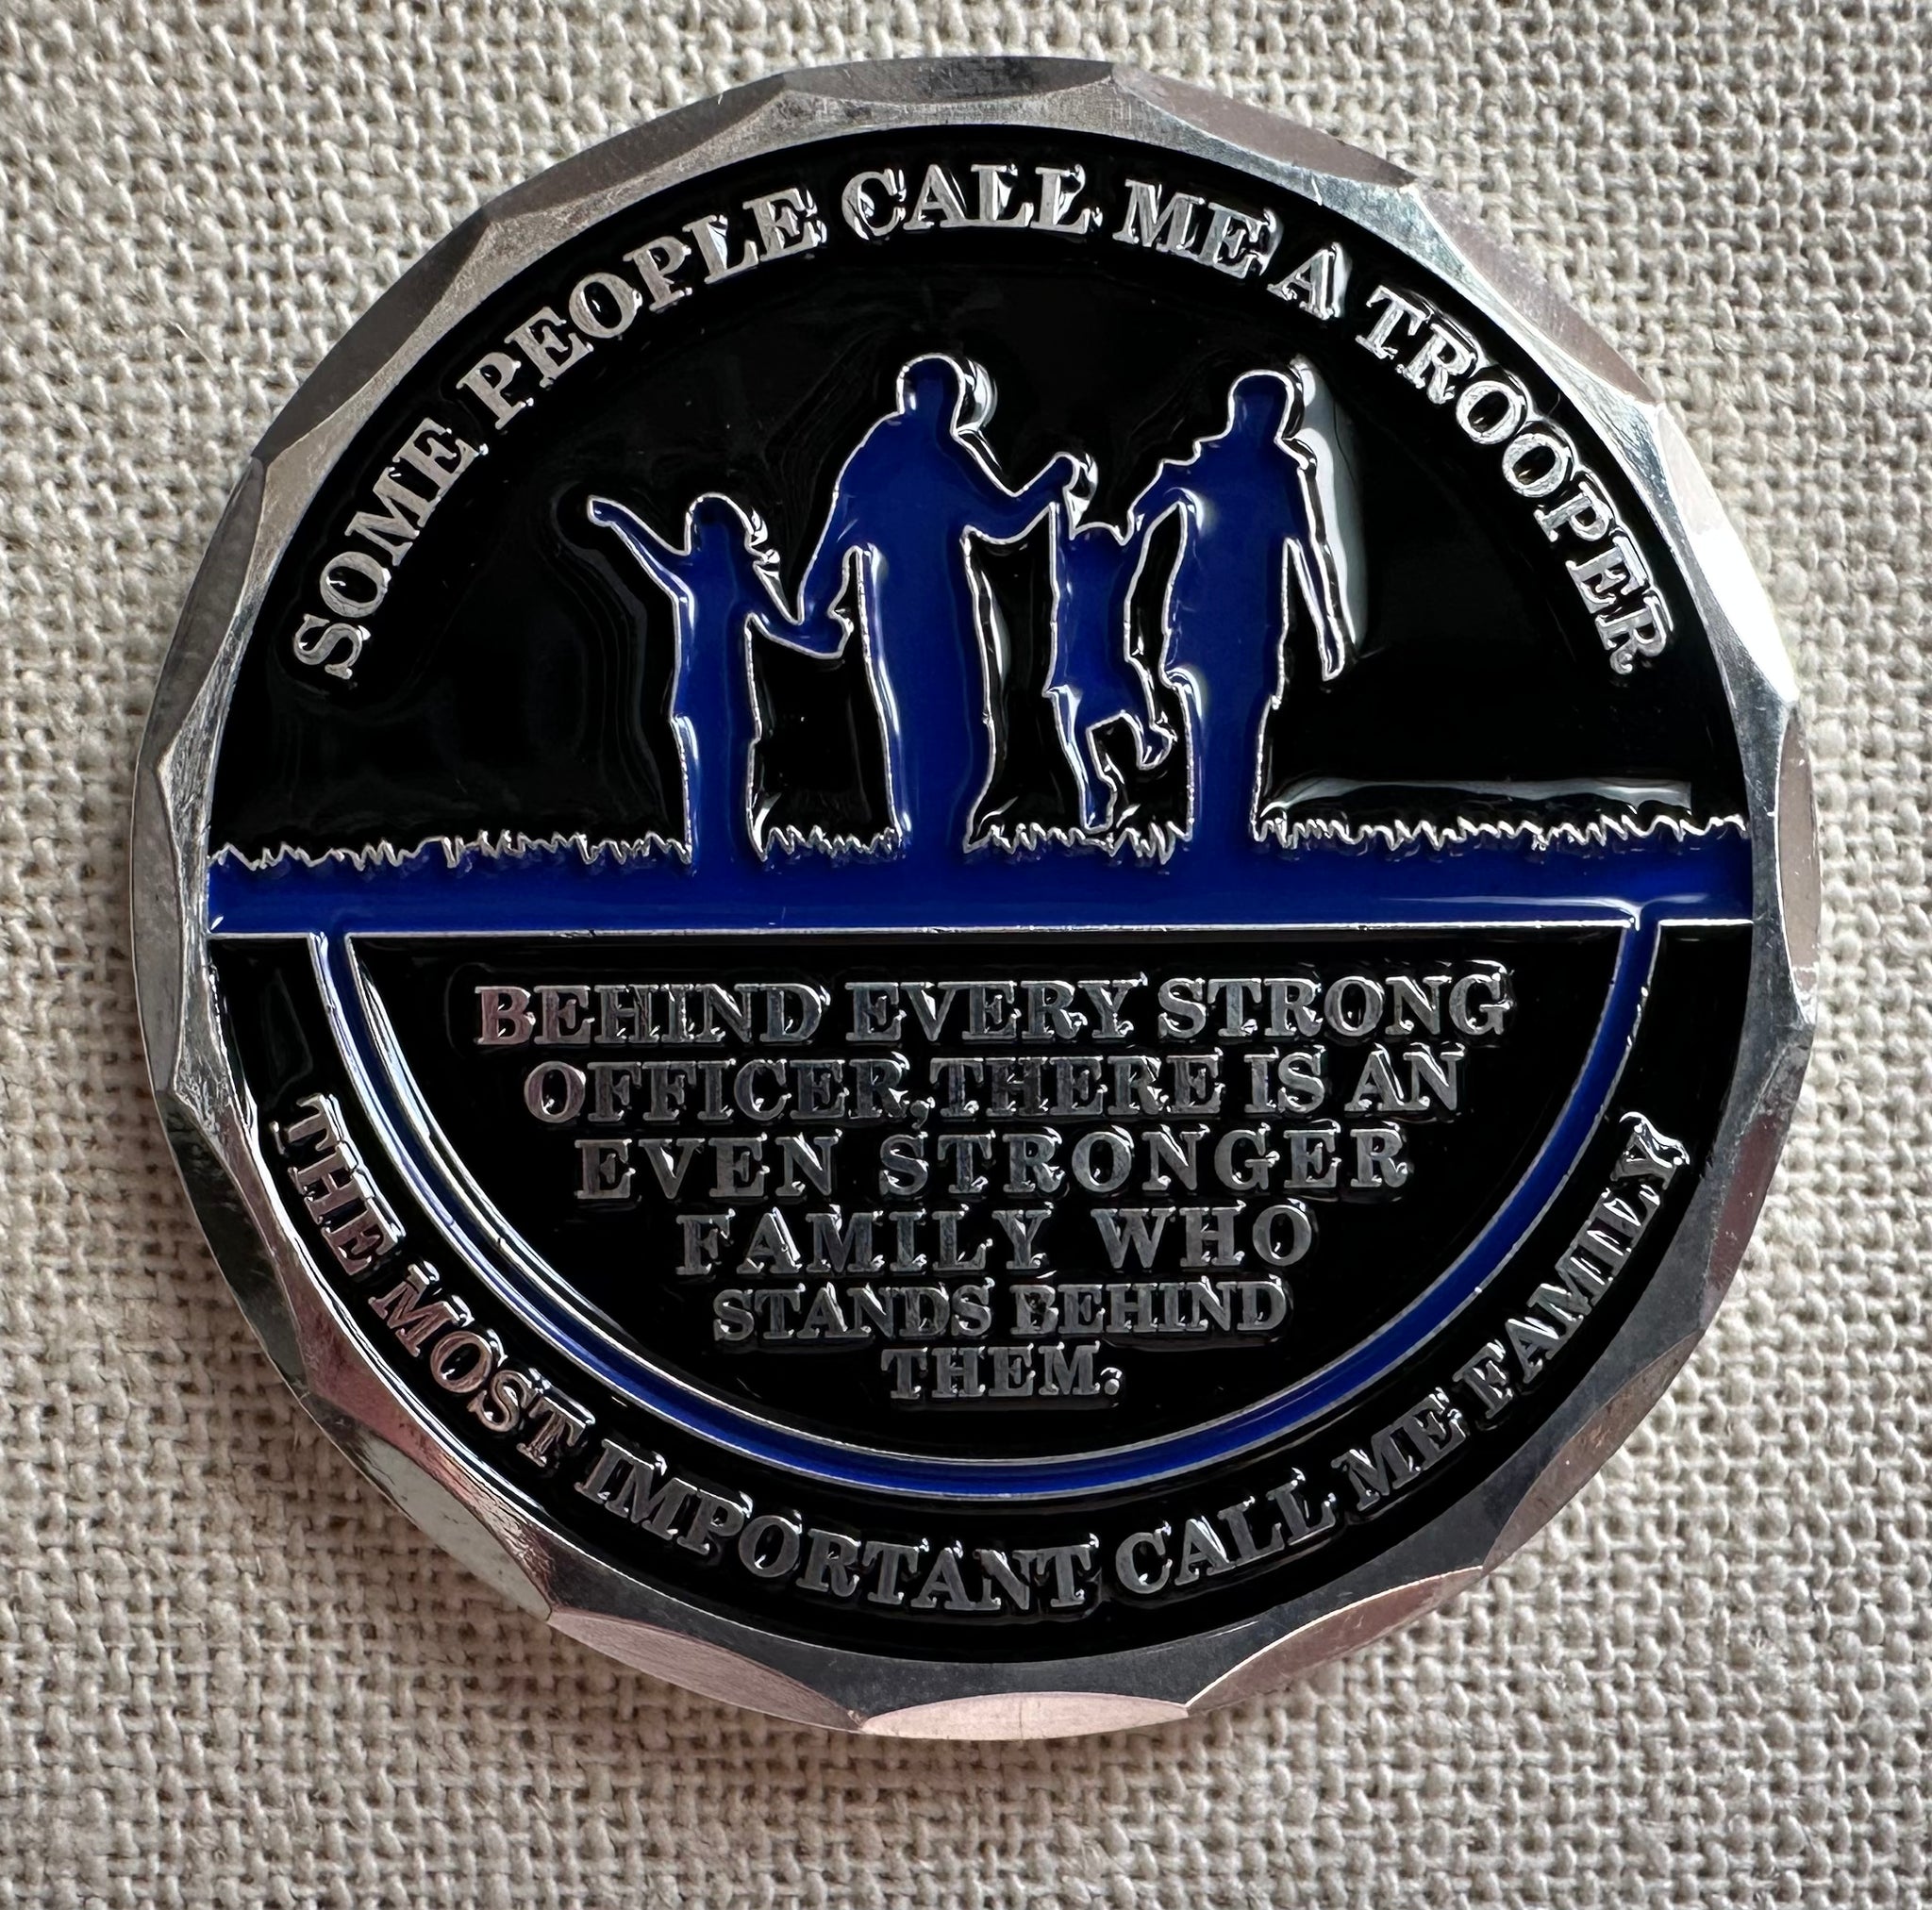 SOME PEOPLE CALL ME A TROOPER
BEHIND EVERY STRONG
OFFICER, THERE IS AN
EVEN STRONGER
FAMILY WHO
STANDS BEHIND
THEM.
THE MOST IMPORTANT CALL ME FAMILY